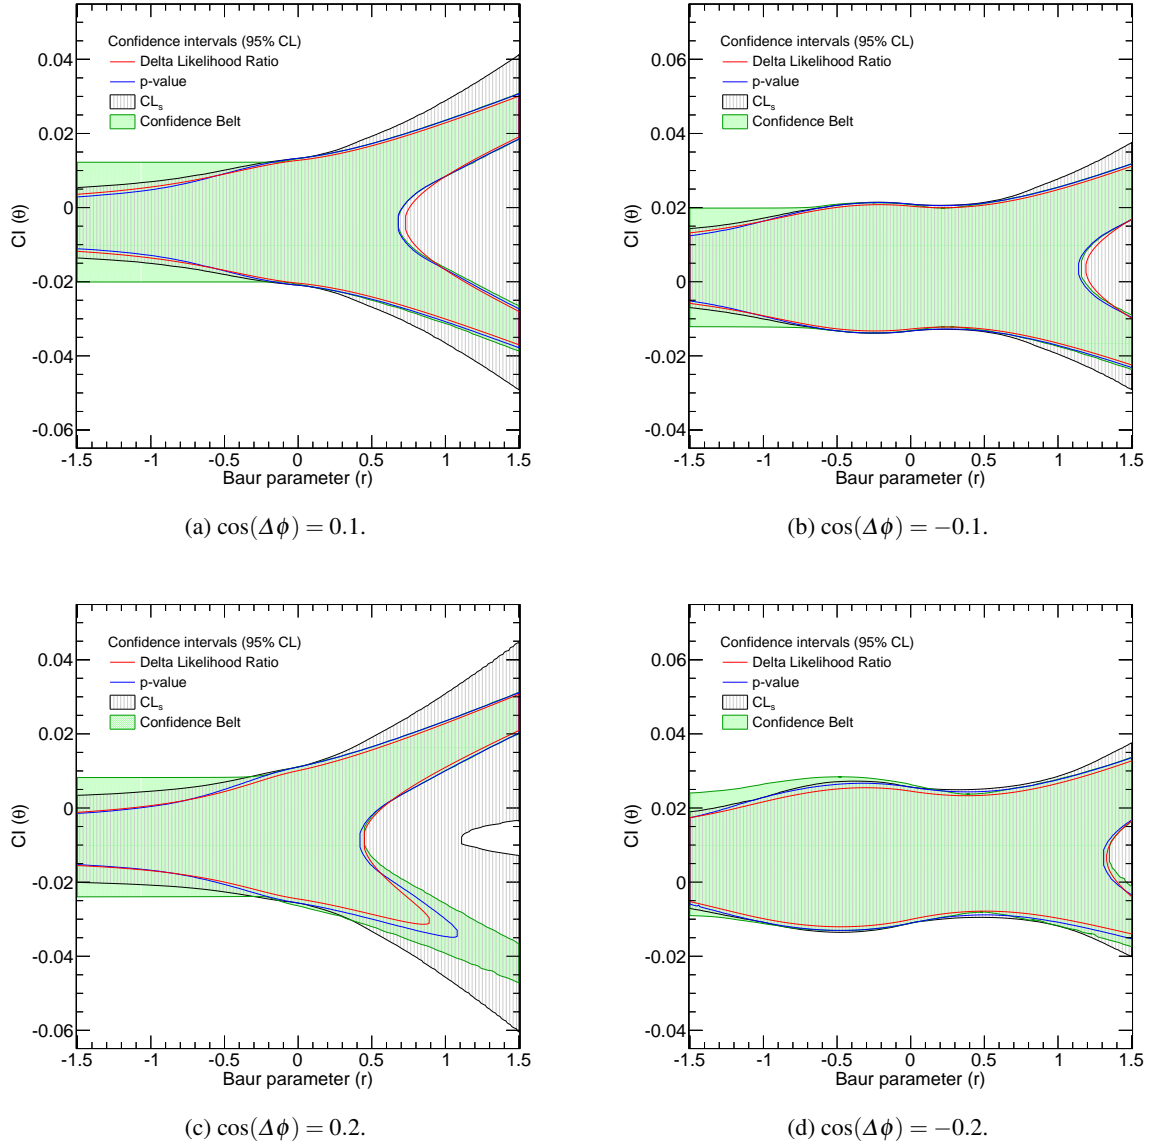 Confidence intervals (95% CL)
Delta Likelihood Ratio
p-value
CLs
Confidence Belt
CI (θ)
0.04
0.02
0
-0.02
-0.04
-0.06
-1.5 -1 -0.5 0 0.5 1 1.5
Baur parameter (r)
(a) cos(Δϕ) = 0.1.
Confidence intervals (95% CL)
Delta Likelihood Ratio
p-value
CLs
Confidence Belt
CI (θ)
0.06
0.04
0.02
0
-0.02
-0.04
-1.5 -1 -0.5 0 0.5 1 1.5
Baur parameter (r)
(b) cos(Δϕ) = −0.1.
Confidence intervals (95% CL)
Delta Likelihood Ratio
p-value
CLs
Confidence Belt
CI (θ)
0.04
0.02
0
-0.02
-0.04
-0.06
-1.5 -1 -0.5 0 0.5 1 1.5
Baur parameter (r)
(c) cos(Δϕ) = 0.2.
Confidence intervals (95% CL)
Delta Likelihood Ratio
p-value
CLs
Confidence Belt
CI (θ)
0.06
0.04
0.02
0
-0.02
-0.04
-1.5 -1 -0.5 0 0.5 1 1.5
Baur parameter (r)
(d) cos(Δϕ) = −0.2.